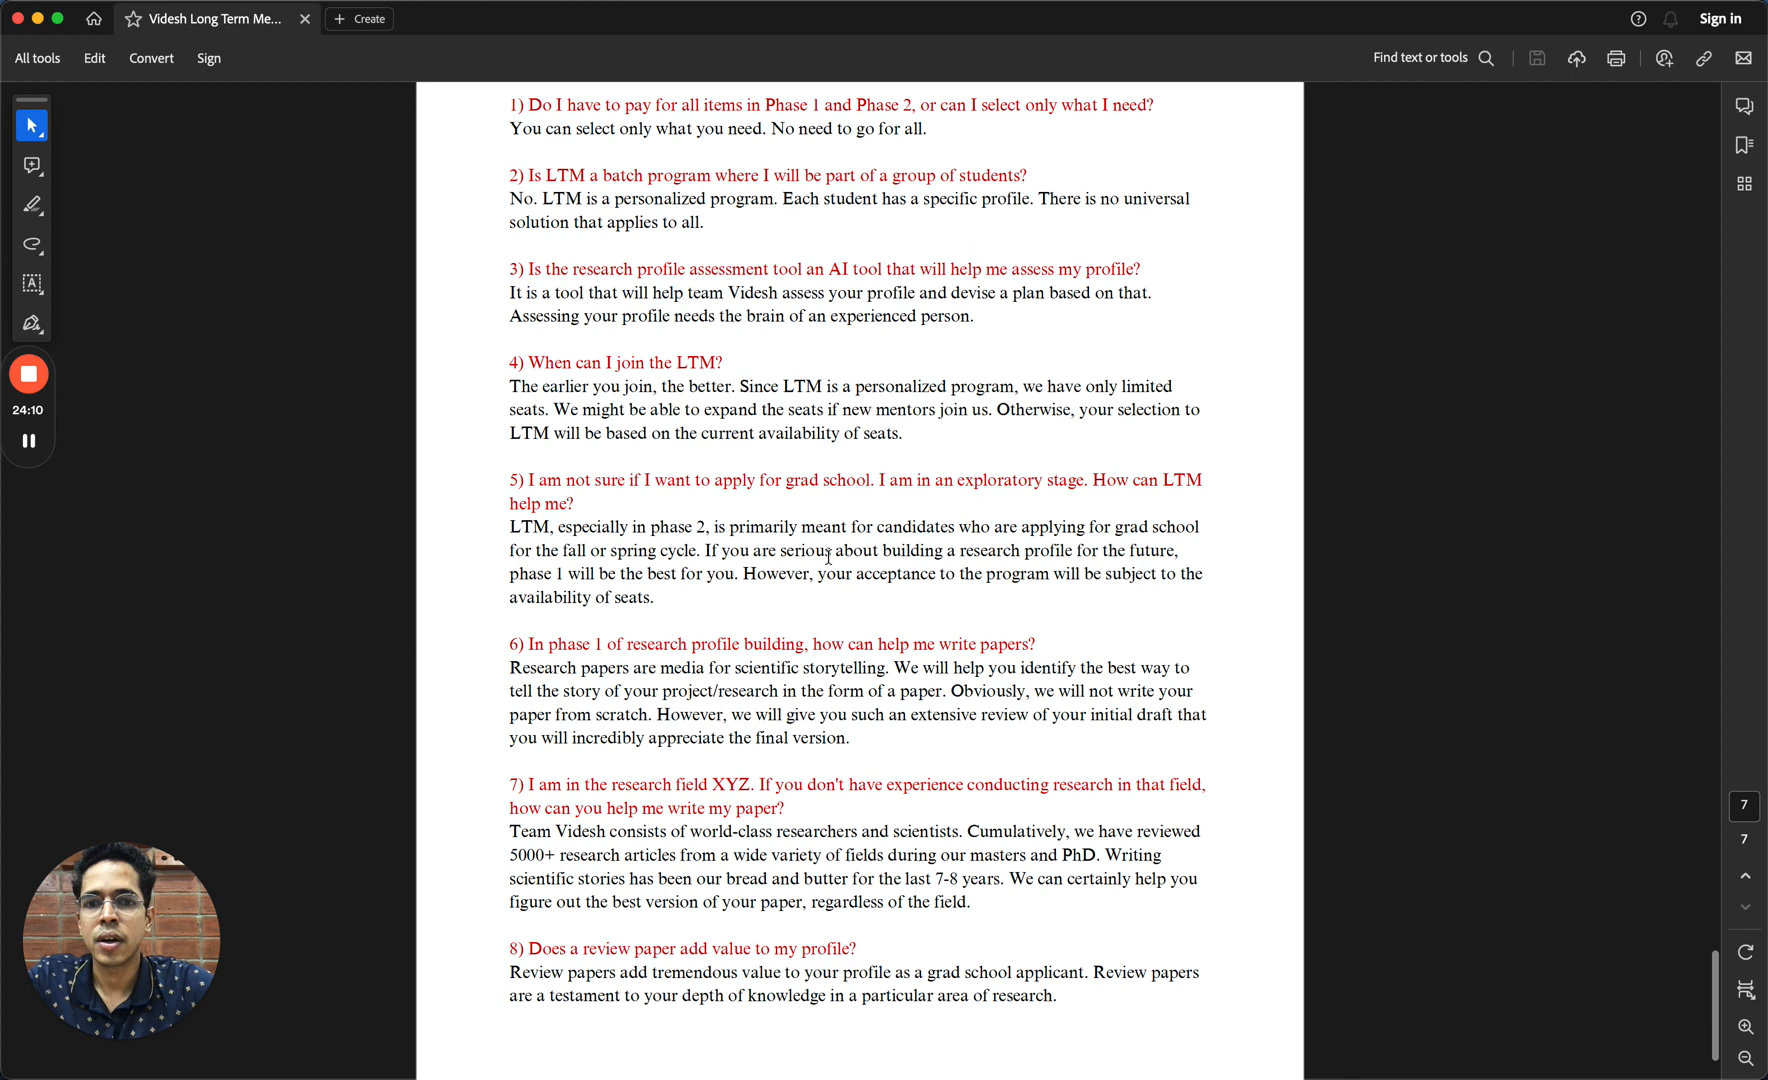 Videsh Long Term Me...
Create
Sign in
All tools
Edit
Convert
Sign
Find text or tools
1) Do I have to pay for all items in Phase 1 and Phase 2, or can I select only what I need?
You can select only what you need. No need to go for all.
2) Is LTM a batch program where I will be part of a group of students?
No. LTM is a personalized program. Each student has a specific profile. There is no universal
solution that applies to all.
3) Is the research profile assessment tool an AI tool that will help me assess my profile?
It is a tool that will help team Videsh assess your profile and devise a plan based on that.
Assessing your profile needs the brain of an experienced person.
4) When can I join the LTM?
The earlier you join, the better. Since LTM is a personalized program, we have only limited
seats. We might be able to expand the seats if new mentors join us. Otherwise, your selection to
LTM will be based on the current availability of seats.
5) I am not sure if I want to apply for grad school. I am in an exploratory stage. How can LTM
help me?
LTM, especially in phase 2, is primarily meant for candidates who are applying for grad school
for the fall or spring cycle. If you are serious about building a research profile for the future,
phase 1 will be the best for you. However, your acceptance to the program will be subject to the
availability of seats.
6) In phase 1 of research profile building, how can help me write papers?
Research papers are media for scientific storytelling. We will help you identify the best way to
tell the story of your project/research in the form of a paper. Obviously, we will not write your
paper from scratch. However, we will give you such an extensive review of your initial draft that
you will incredibly appreciate the final version.
7) I am in the research field XYZ. If you don't have experience conducting research in that field,
how can you help me write my paper?
Team Videsh consists of world-class researchers and scientists. Cumulatively, we have reviewed
5000+ research articles from a wide variety of fields during our masters and PhD. Writing
scientific stories has been our bread and butter for the last 7-8 years. We can certainly help you
figure out the best version of your paper, regardless of the field.
8) Does a review paper add value to my profile?
Review papers add tremendous value to your profile as a grad school applicant. Review papers
are a testament to your depth of knowledge in a particular area of research.
24:10
7
7